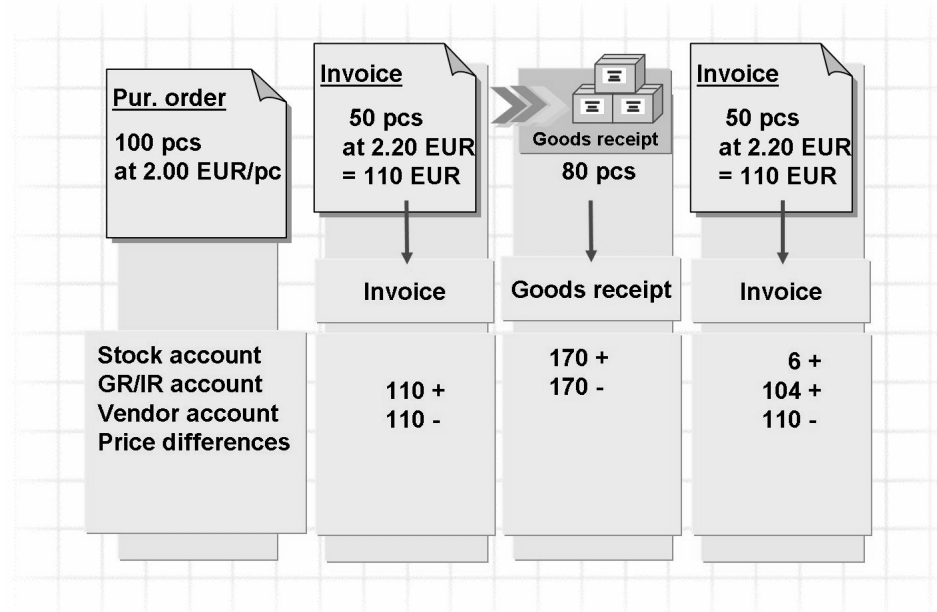 Pur. order
100 pcs
at 2.00 EUR/pc
Invoice
50 pcs
at 2.20 EUR
= 110 EUR
Goods receipt
80 pcs
Invoice
50 pcs
at 2.20 EUR
= 110 EUR
Invoice
Goods receipt
Invoice
Stock account 170 + 6 +
GR/IR account 110 + 170 - 104 +
Vendor account 110 - 110 -
Price differences